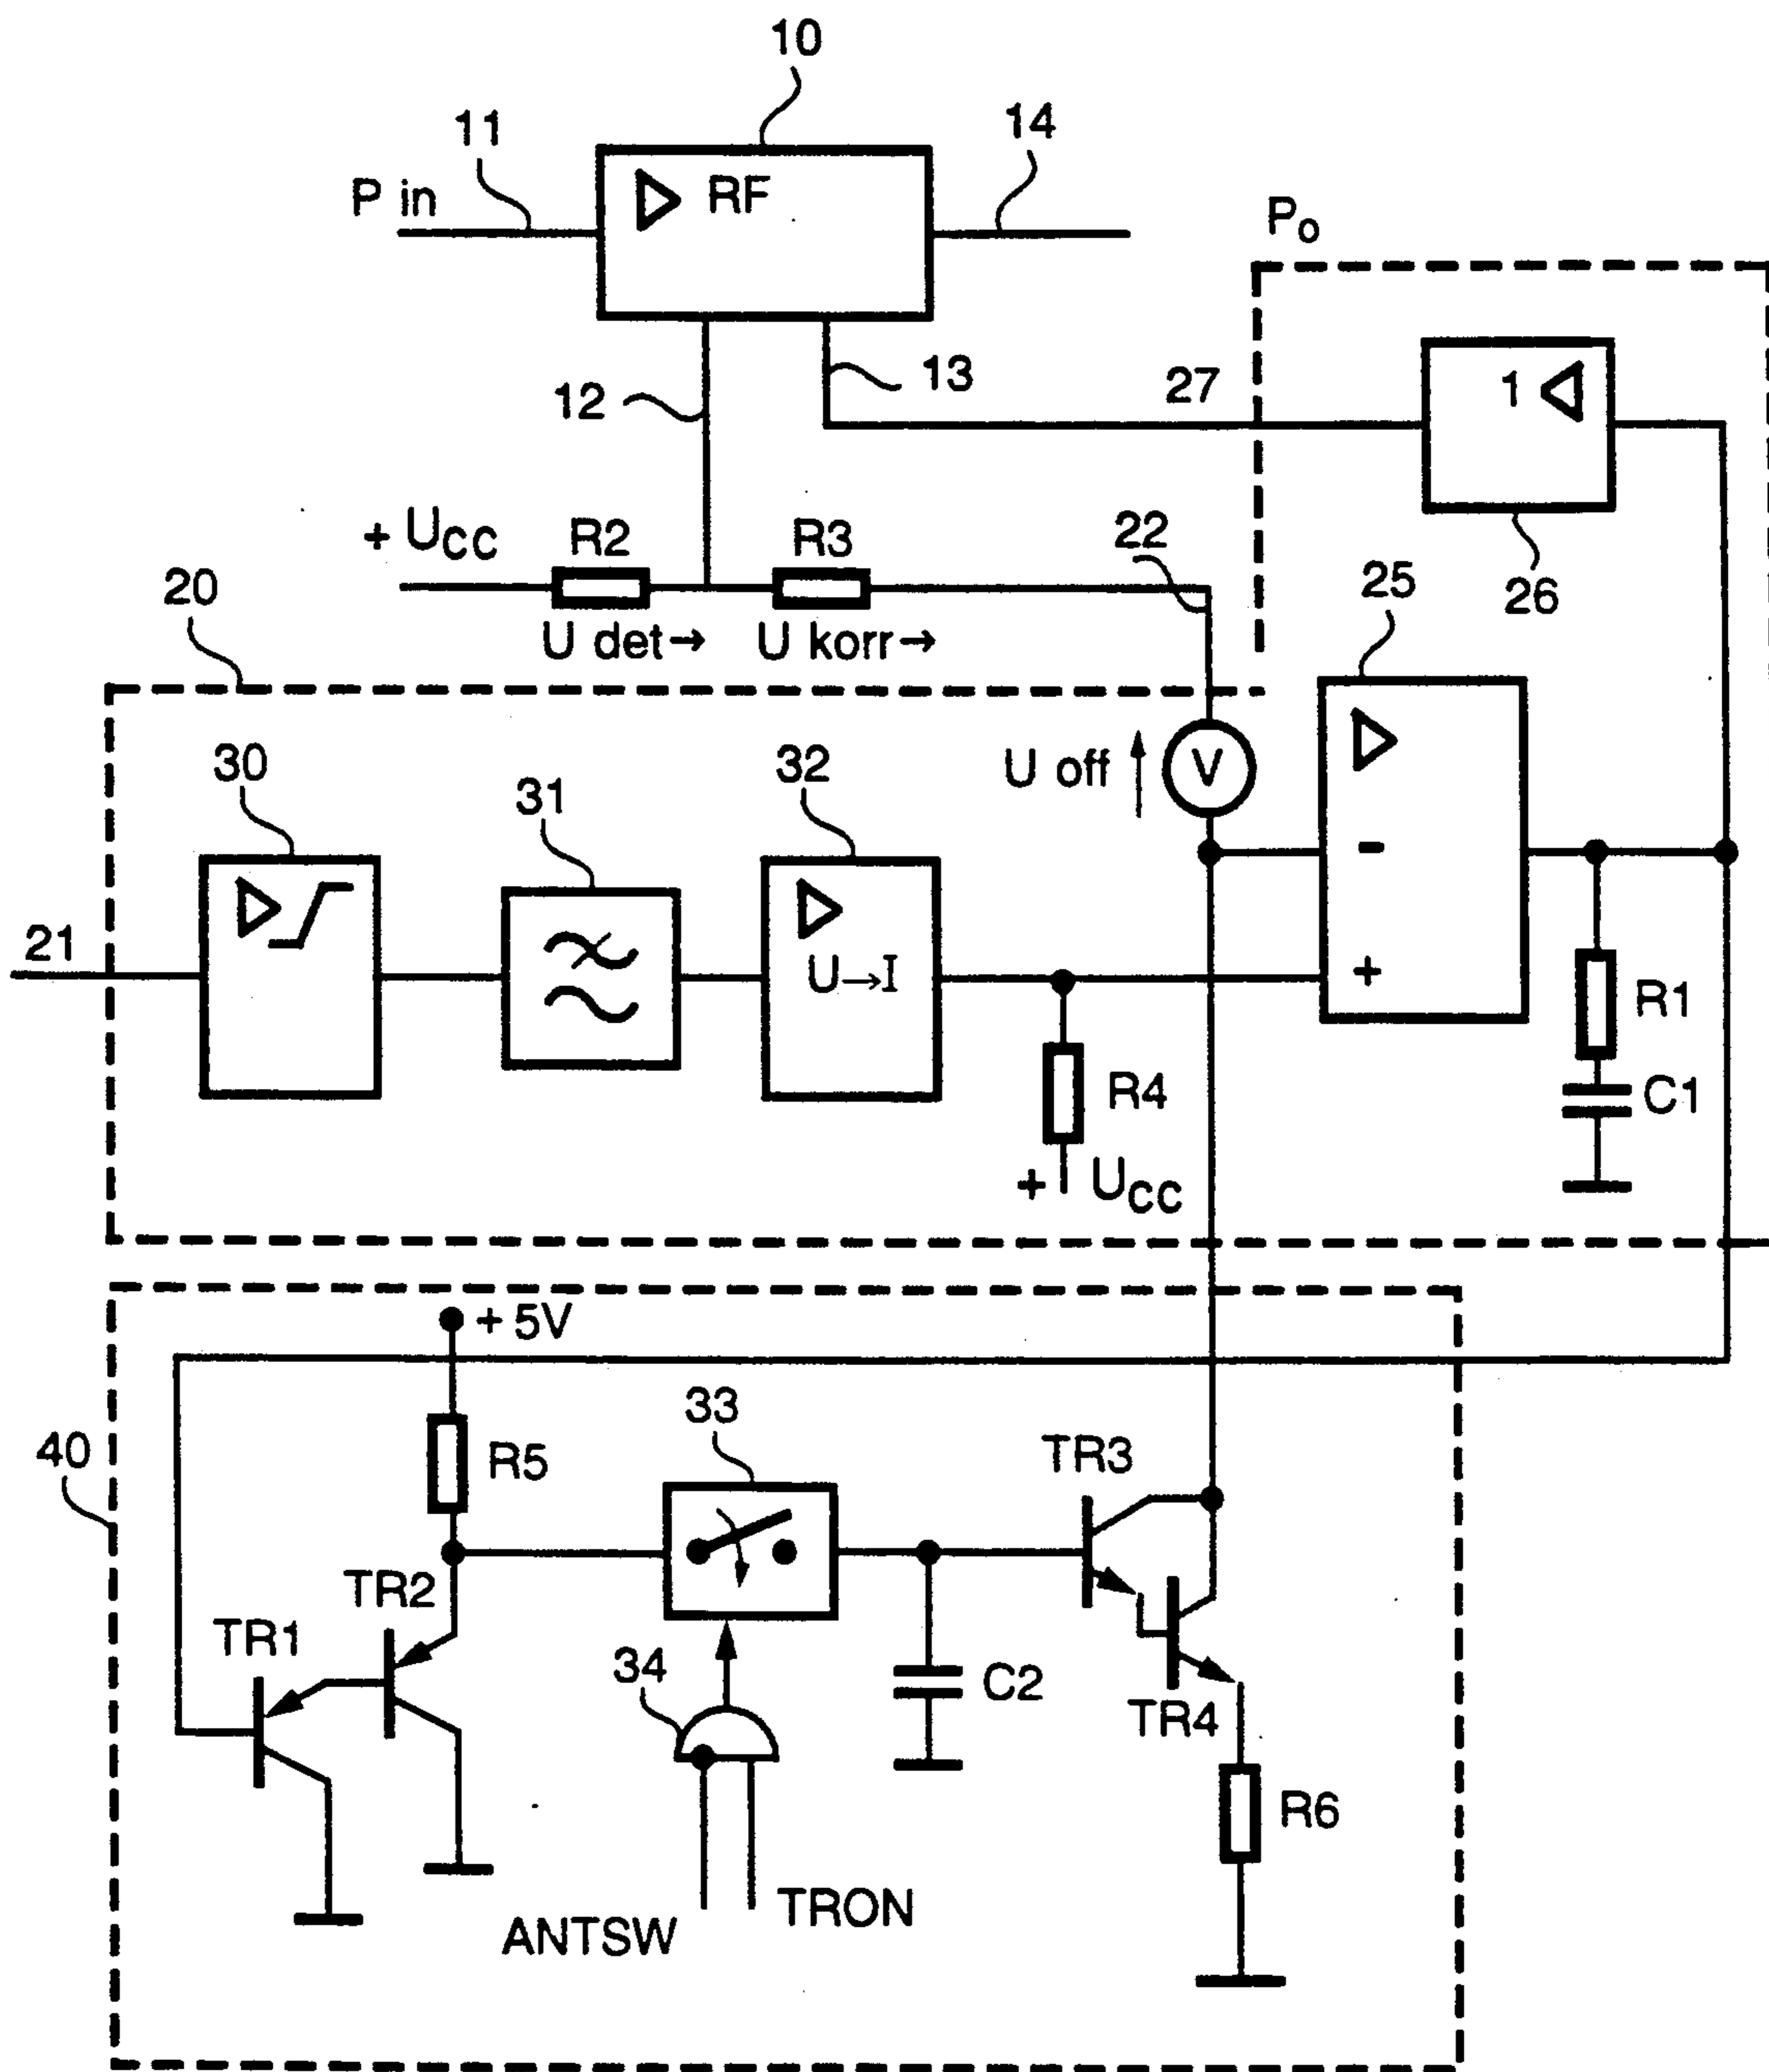 10
11
14
P in
RF
Po
12
13
27
1
26
+ UCC
R2
R3
22
25
20
U det→
U korr→
U off
V
30
31
32
-
21
U→I
+
R1
R4
C1
+ UCC
+ 5V
33
40
R5
TR3
TR2
TR1
34
C2
TR4
R6
ANTSW
TRON